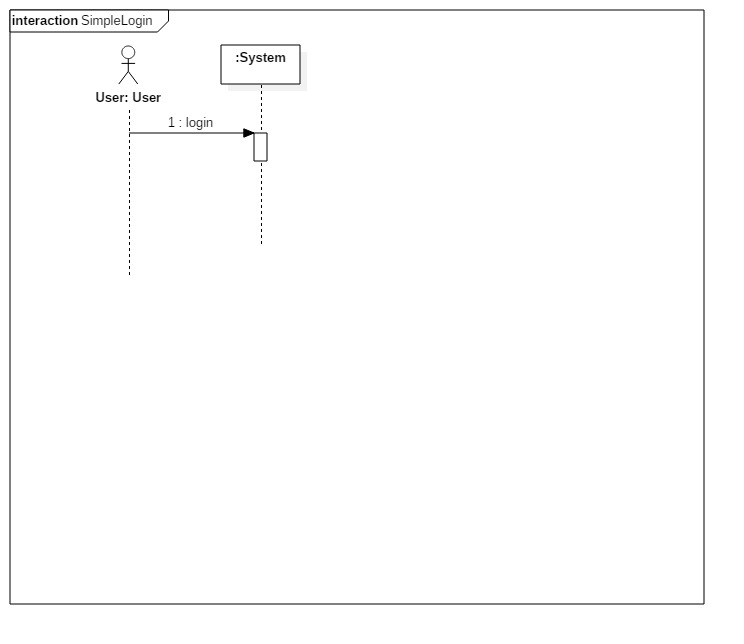 interaction SimpleLogin
:System
User: User
1 : login